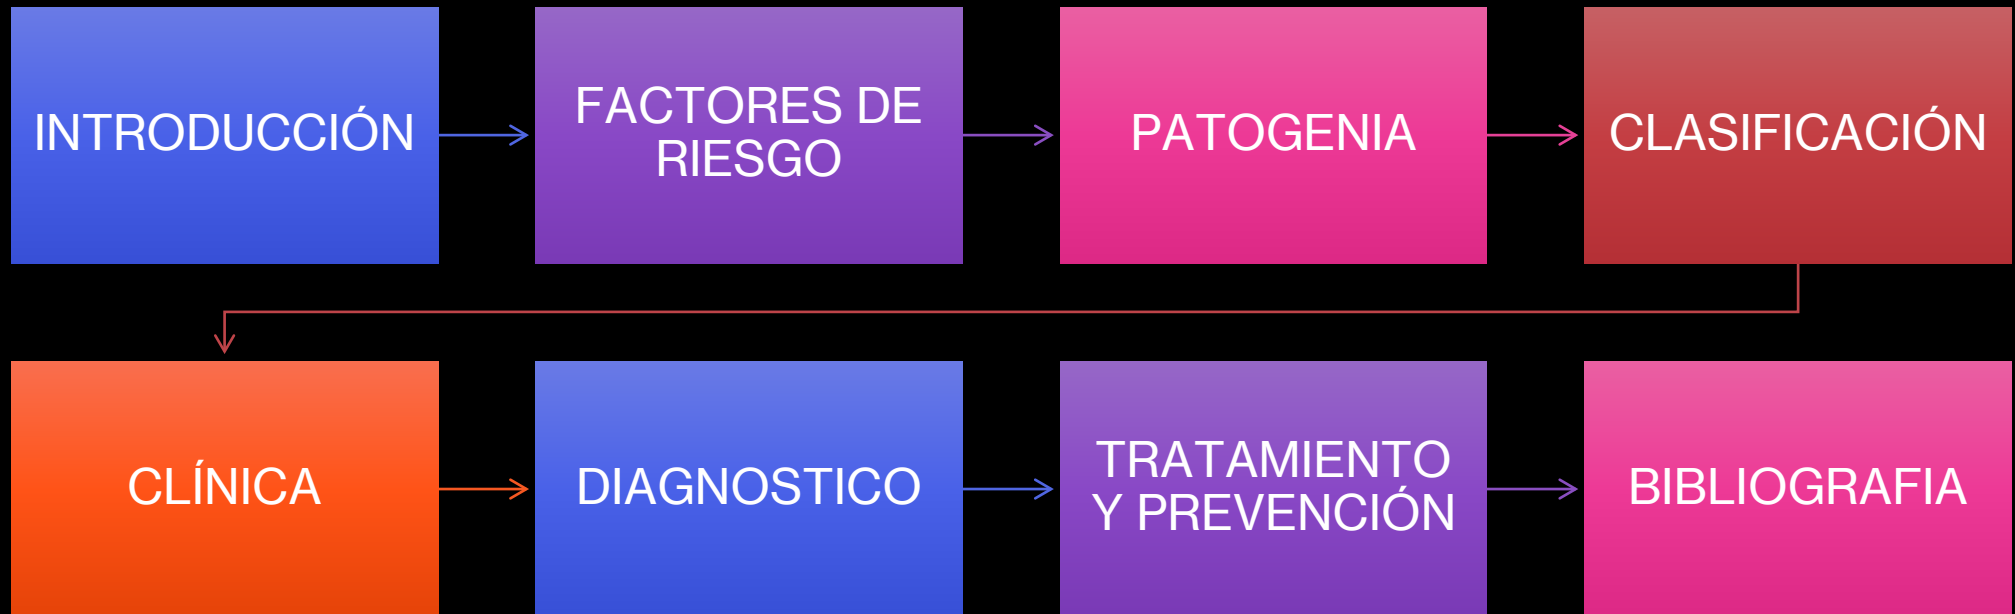 INTRODUCCIÓN
FACTORES DE
RIESGO
PATOGENIA
CLASIFICACIÓN
CLÍNICA
DIAGNOSTICO
TRATAMIENTO
Y PREVENCIÓN
BIBLIOGRAFIA